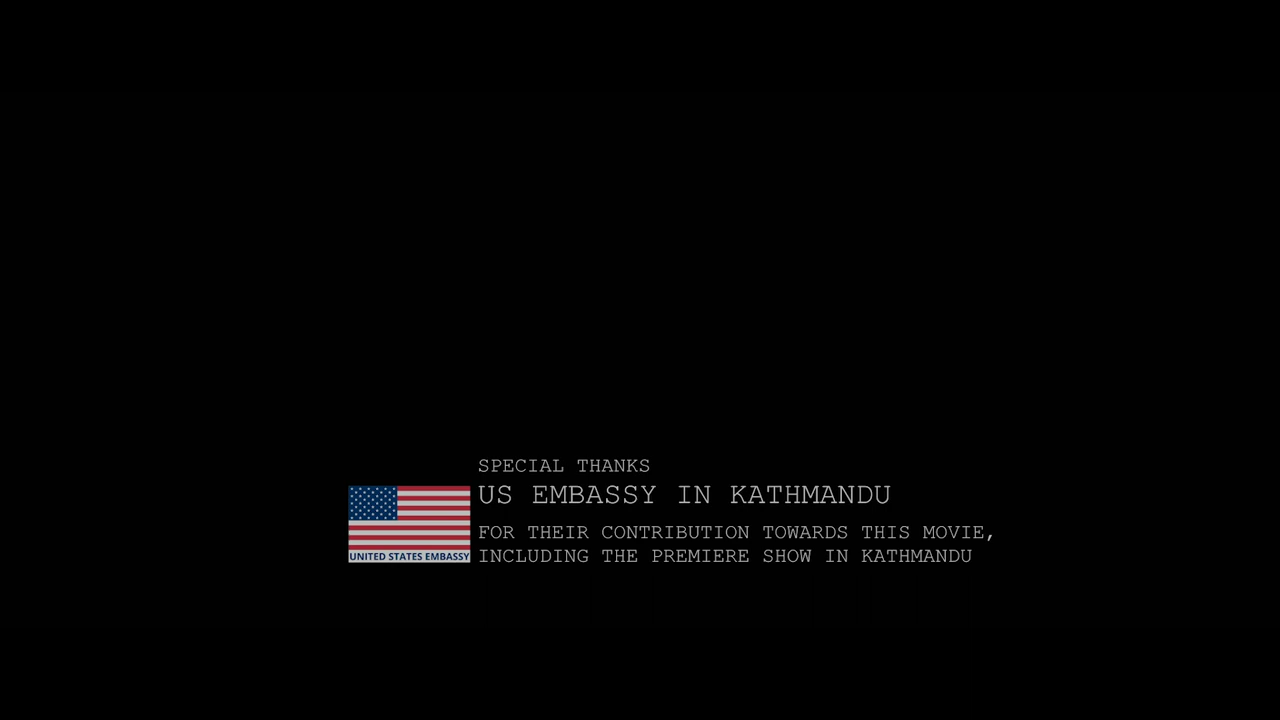 SPECIAL THANKS
US EMBASSY IN KATHMANDU
FOR THEIR CONTRIBUTION TOWARDS THIS MOVIE,
INCLUDING THE PREMIERE SHOW IN KATHMANDU
UNITED STATES EMBASSY